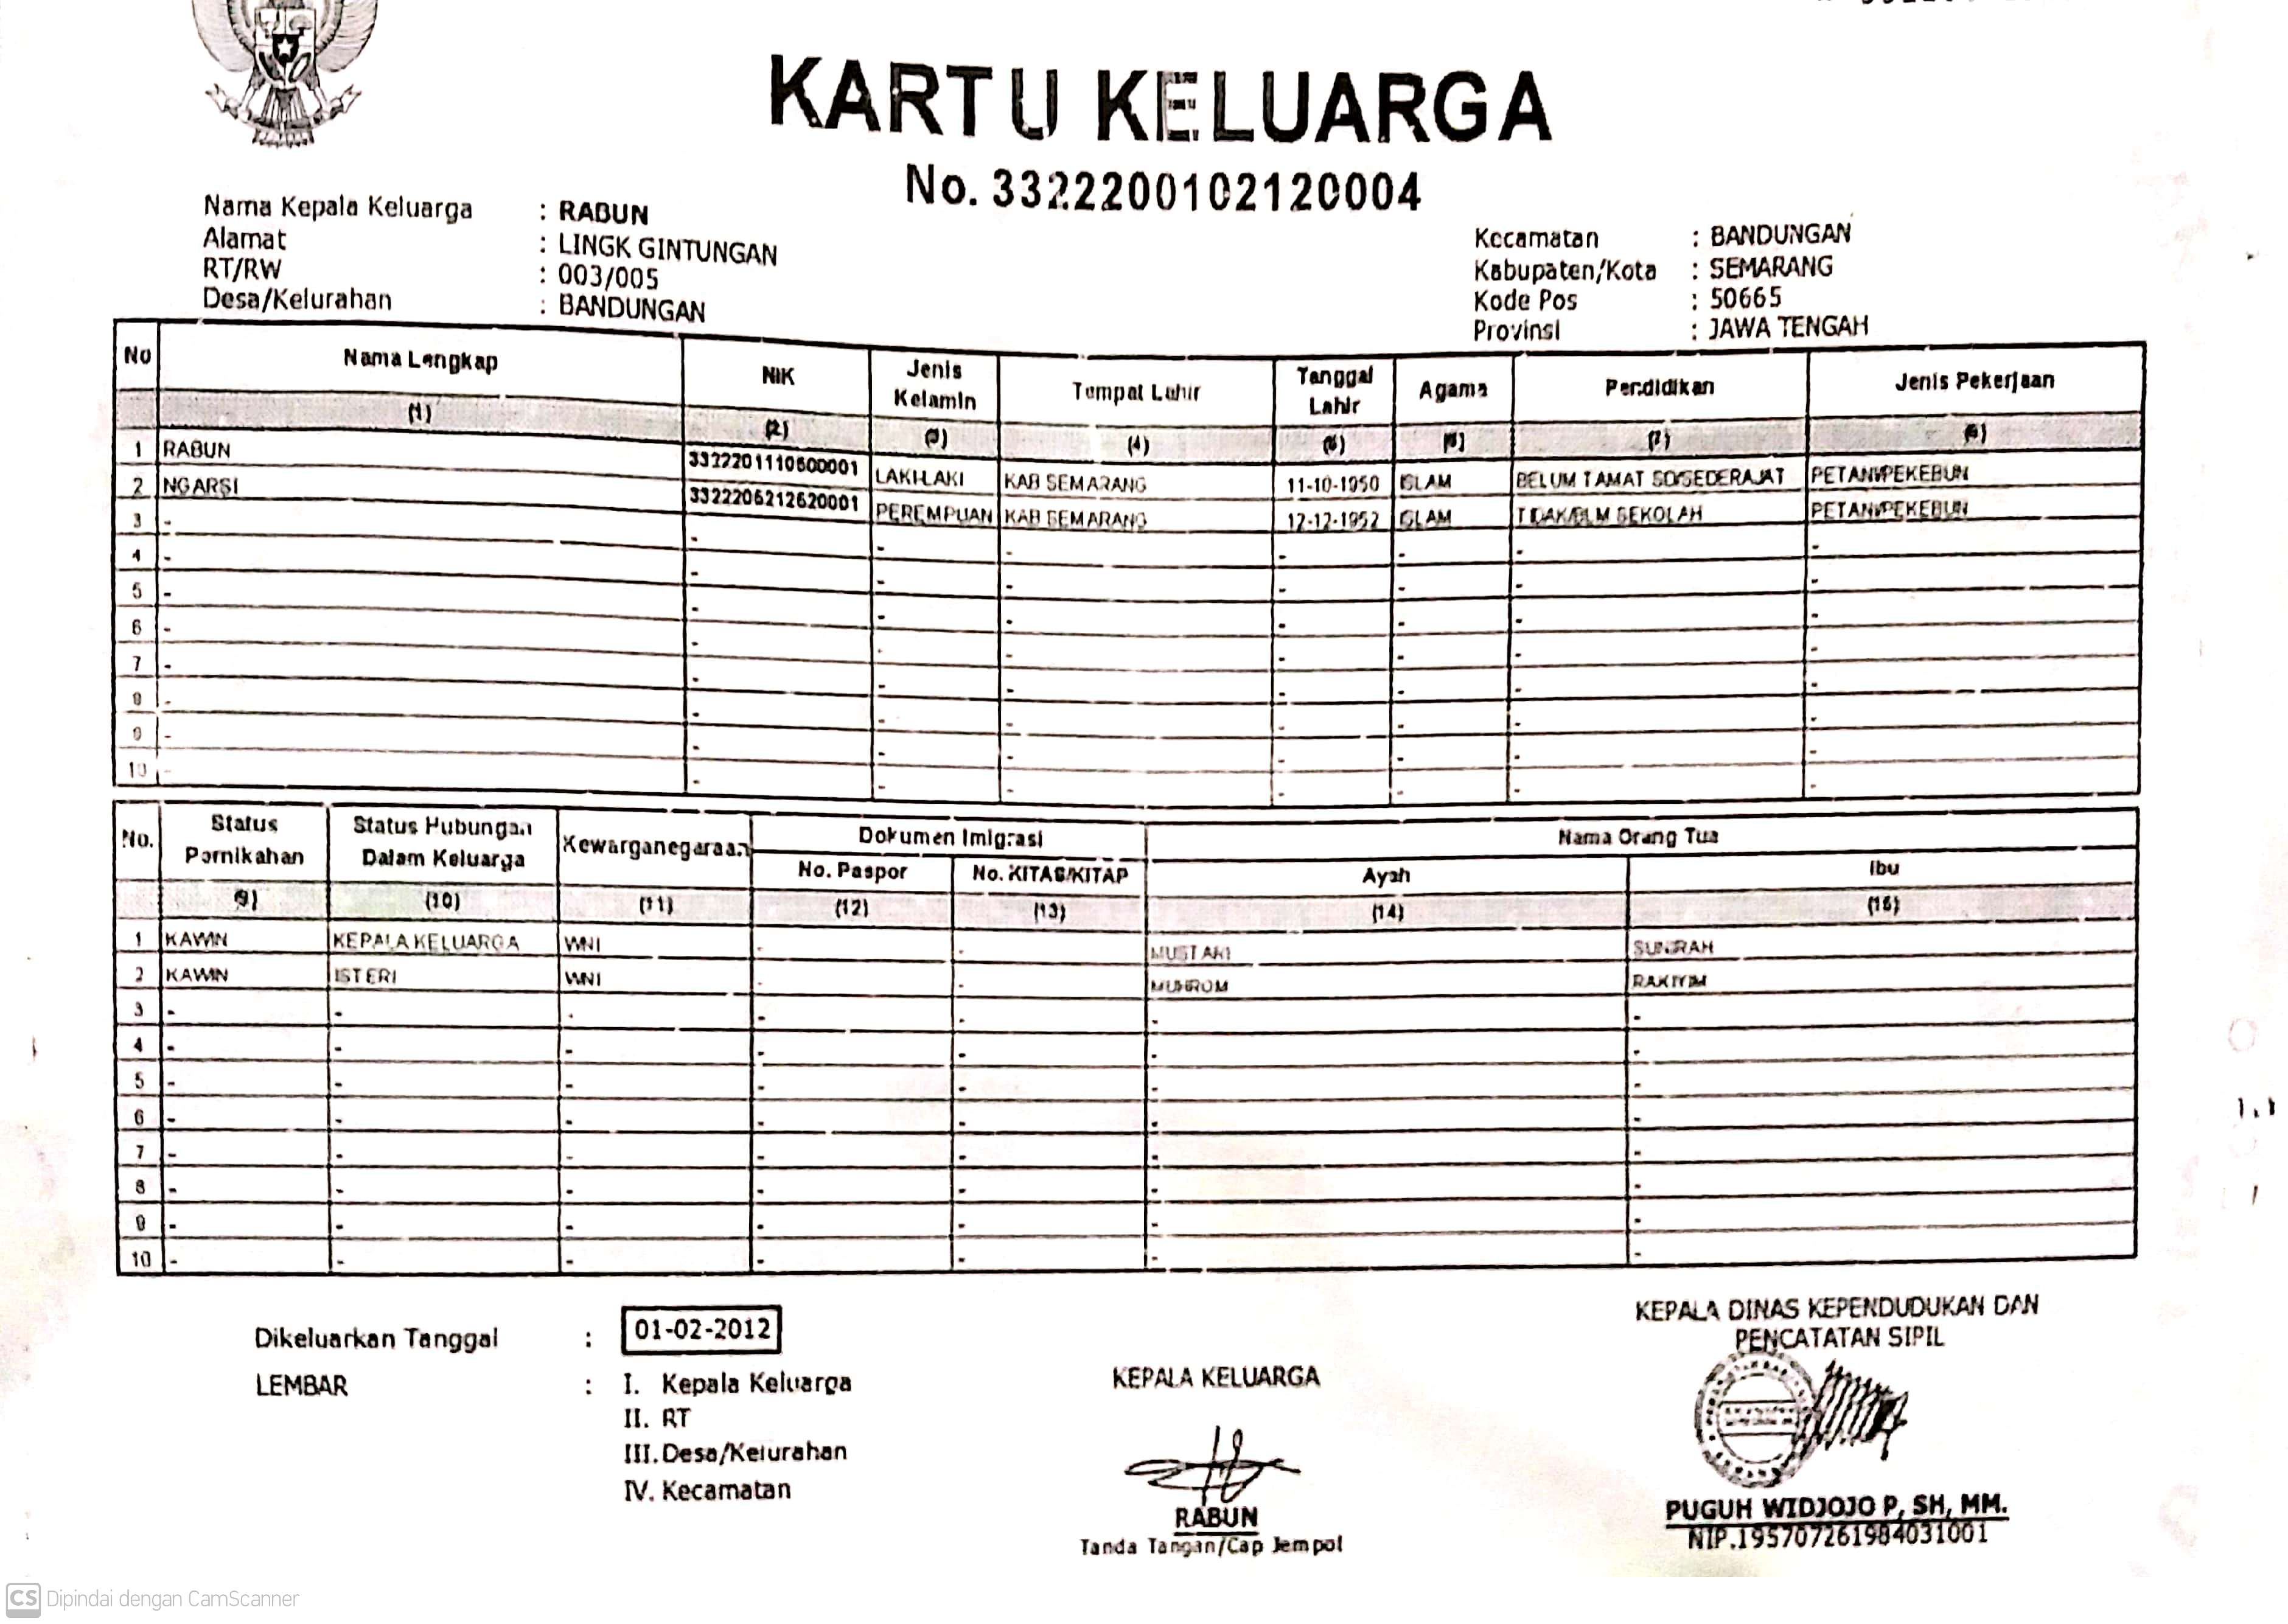 KARTU KELUARGA
No. 3322200102120004
Nama Kepala Keluarga : RABUN
Alamat : LINGK GINTUNGAN
RT/RW : 003/005
Desa/Kelurahan : BANDUNGAN
Kecamatan : BANDUNGAN
Kabupaten/Kota : SEMARANG
Kode Pos : 50665
Provinsi : JAWA TENGAH
No Nama Lengkap NIK Jenis Kelamin Tempat Lahir Tanggal Lahir Agama Pendidikan Jenis Pekerjaan
(1) (2) (3) (4) (5) (6) (7) (8)
1 RABUN 3322201110500001 LAKI-LAKI KAB SEMARANG 11-10-1950 ISLAM BELUM TAMAT SD/SEDERAJAT PETANI/PEKEBUN
2 NGARSI 3322205212520001 PEREMPUAN KAB SEMARANG 12-12-1952 ISLAM TIDAK/BLM SEKOLAH PETANI/PEKEBUN
3 - - - - - - - -
4 - - - - - - - -
5 - - - - - - - -
6 - - - - - - - -
7 - - - - - - - -
8 - - - - - - - -
9 - - - - - - - -
10 - - - - - - - -
No. Status Pernikahan Status Hubungan Dalam Keluarga Kewarganegaraan Dokumen Imigrasi Nama Orang Tua
No. Paspor No. KITAS/KITAP Ayah Ibu
(9) (10) (11) (12) (13) (14) (15)
1 KAWIN KEPALA KELUARGA WNI - - MUSTARI
2 KAWIN ISTERI WNI - - MUHROM RAKIYEM
3 - - - - - - -
4 - - - - - - -
5 - - - - - - -
6 - - - - - - -
7 - - - - - - -
8 - - - - - - -
9 - - - - - - -
10 - - - - - - -
Dikeluarkan Tanggal : 01-02-2012
LEMBAR : I. Kepala Keluarga
II. RT
III. Desa/Kelurahan
IV. Kecamatan
KEPALA KELUARGA
RABUN
Tanda Tangan/Cap Jempol
KEPALA DINAS KEPENDUDUKAN DAN
PENCATATAN SIPIL
PUGUH WIDJOJO P, SH, MM.
NIP.195707261984031001
CS Dipindai dengan CamScanner